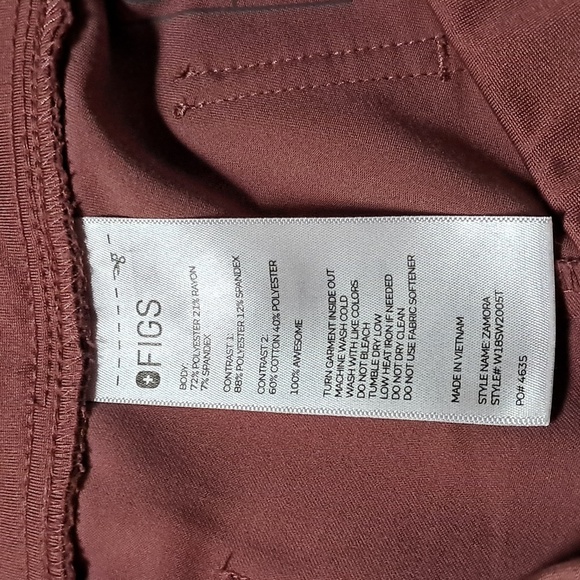 FIGS
BODY:
72% POLYESTER 21% RAYON
7% SPANDEX
CONTRAST 1:
88% POLYESTER 12% SPANDEX
CONTRAST 2:
60% COTTON 40% POLYESTER
100% AWESOME
TURN GARMENT INSIDE OUT
MACHINE WASH COLD
WASH WITH LIKE COLORS
DO NOT BLEACH
TUMBLE DRY LOW
LOW HEAT IRON IF NEEDED
DO NOT DRY CLEAN
DO NOT USE FABRIC SOFTENER
MADE IN VIETNAM
STYLE NAME: ZAMORA
STYLE#: W18SW2005T
PO# 4635